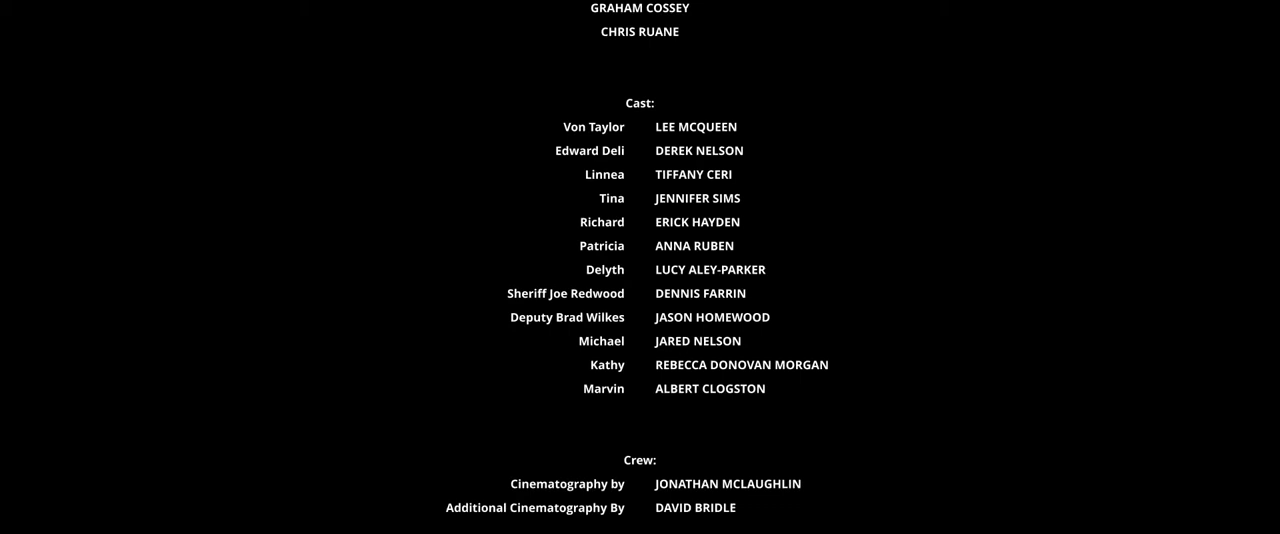 GRAHAM COSSEY
CHRIS RUANE
Cast:
Von Taylor LEE MCQUEEN
Edward Deli DEREK NELSON
Linnea TIFFANY CERI
Tina JENNIFER SIMS
Richard ERICK HAYDEN
Patricia ANNA RUBEN
Delyth LUCY ALEY-PARKER
Sheriff Joe Redwood DENNIS FARRIN
Deputy Brad Wilkes JASON HOMEWOOD
Michael JARED NELSON
Kathy REBECCA DONOVAN MORGAN
Marvin ALBERT CLOGSTON
Crew:
Cinematography by JONATHAN MCLAUGHLIN
Additional Cinematography By DAVID BRIDLE